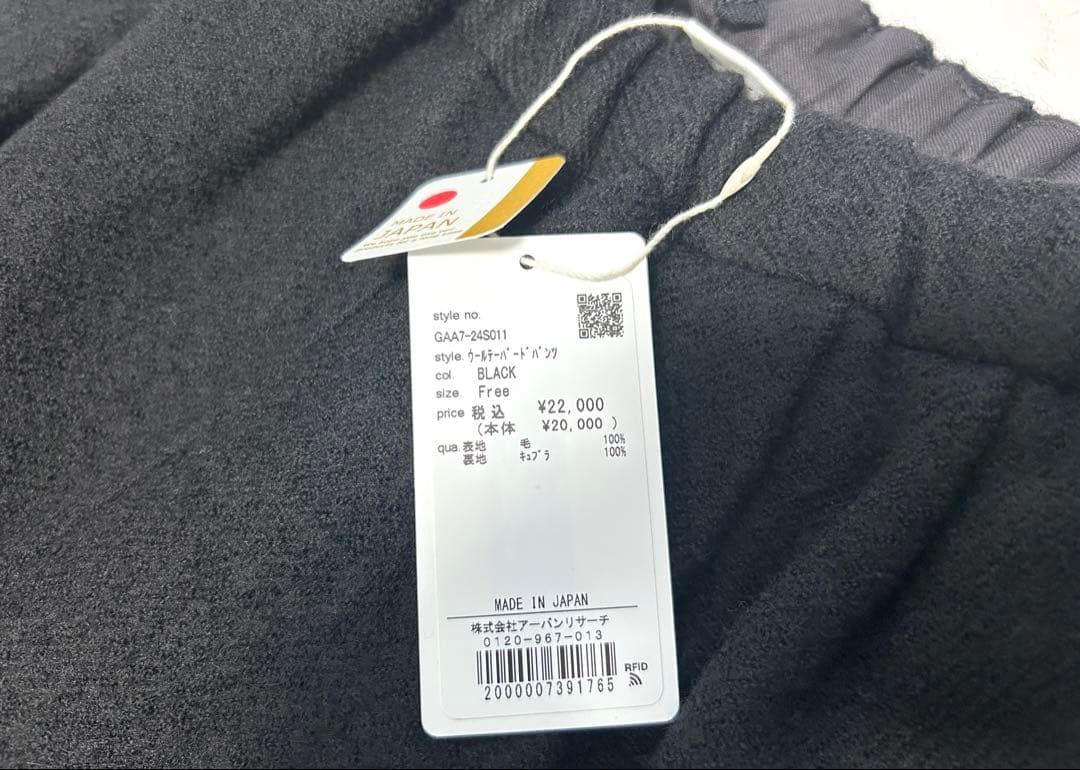 MADE IN
JAPAN
style no.
GAA7-24S011
style. ｳｰﾙﾃｰﾊﾟｰﾄﾞﾊﾟﾝﾂ
col. BLACK
size. Free
price 税込 ¥22,000
(本体 ¥20,000 )
qua. 表地 毛 100%
裏地 ｷｭﾌﾟﾗ 100%
MADE IN JAPAN
株式会社アーバンリサーチ
0120-967-013
RFID
2000007391765